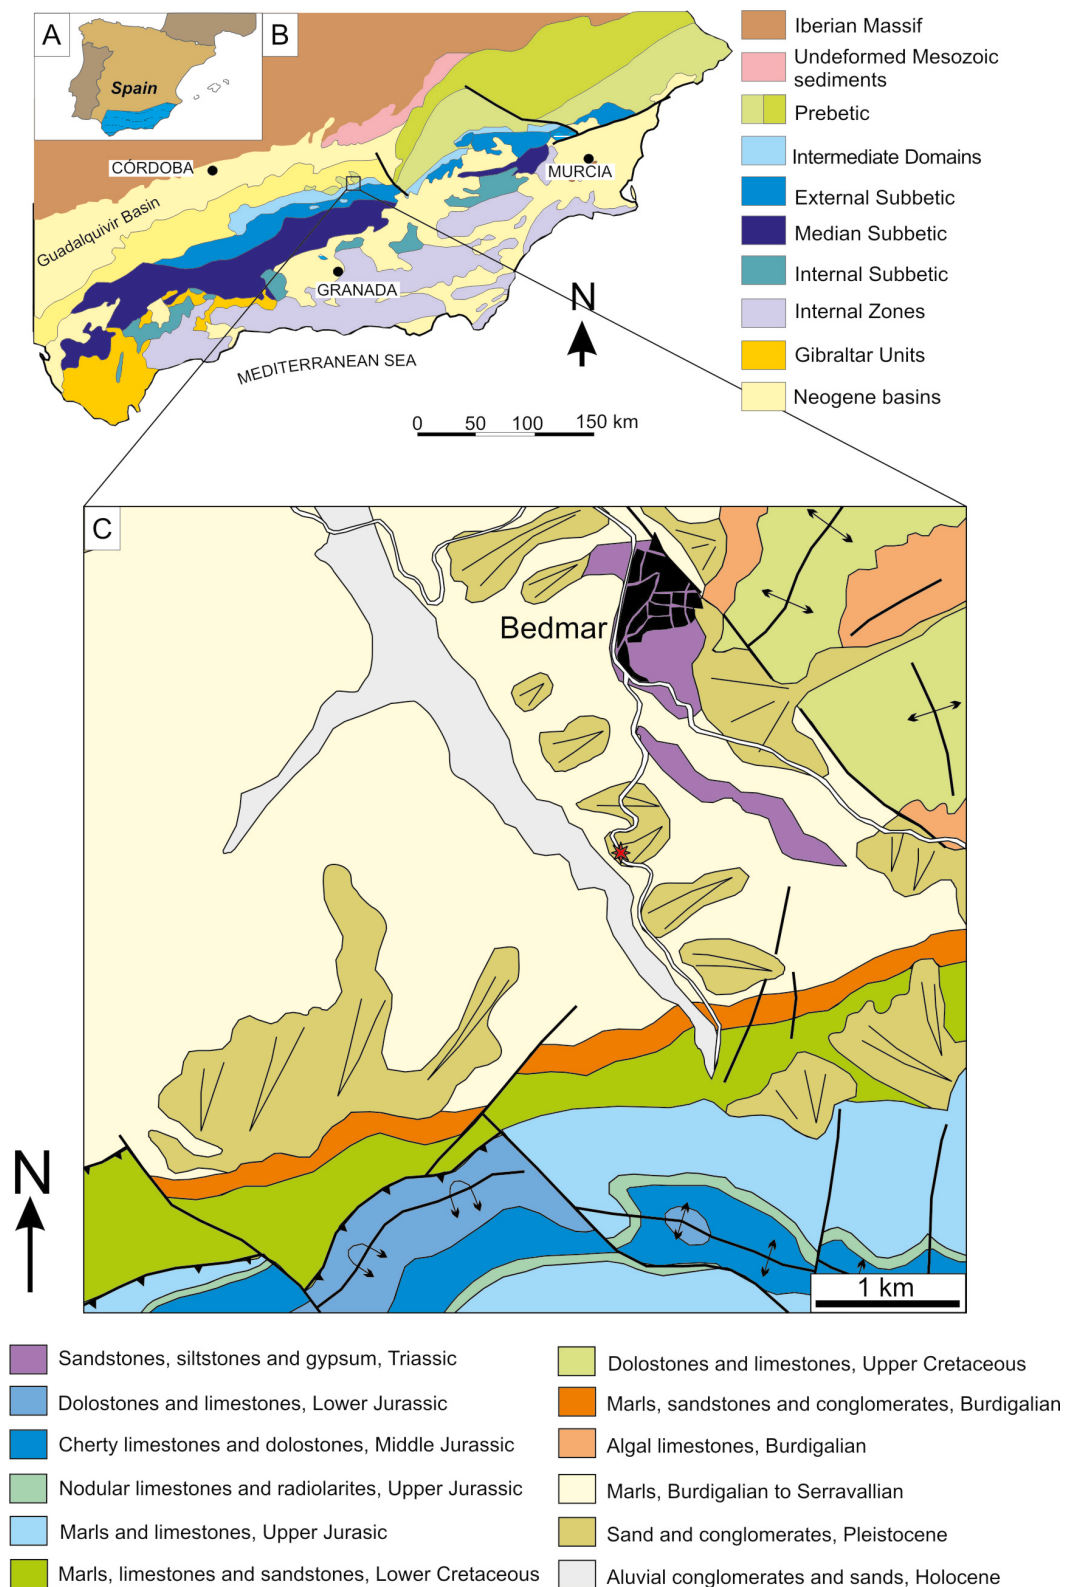 A
B
Spain
CÓRDOBA
MURCIA
Guadalquivir Basin
GRANADA
MEDITERRANEAN SEA
N
0 50 100 150 km
Iberian Massif
Undeformed Mesozoic
sediments
Prebetic
Intermediate Domains
External Subbetic
Median Subbetic
Internal Subbetic
Internal Zones
Gibraltar Units
Neogene basins
C
Bedmar
N
1 km
Sandstones, siltstones and gypsum, Triassic
Dolostones and limestones, Lower Jurassic
Cherty limestones and dolostones, Middle Jurassic
Nodular limestones and radiolarites, Upper Jurassic
Marls and limestones, Upper Jurasic
Marls, limestones and sandstones, Lower Cretaceous
Dolostones and limestones, Upper Cretaceous
Marls, sandstones and conglomerates, Burdigalian
Algal limestones, Burdigalian
Marls, Burdigalian to Serravallian
Sand and conglomerates, Pleistocene
Aluvial conglomerates and sands, Holocene